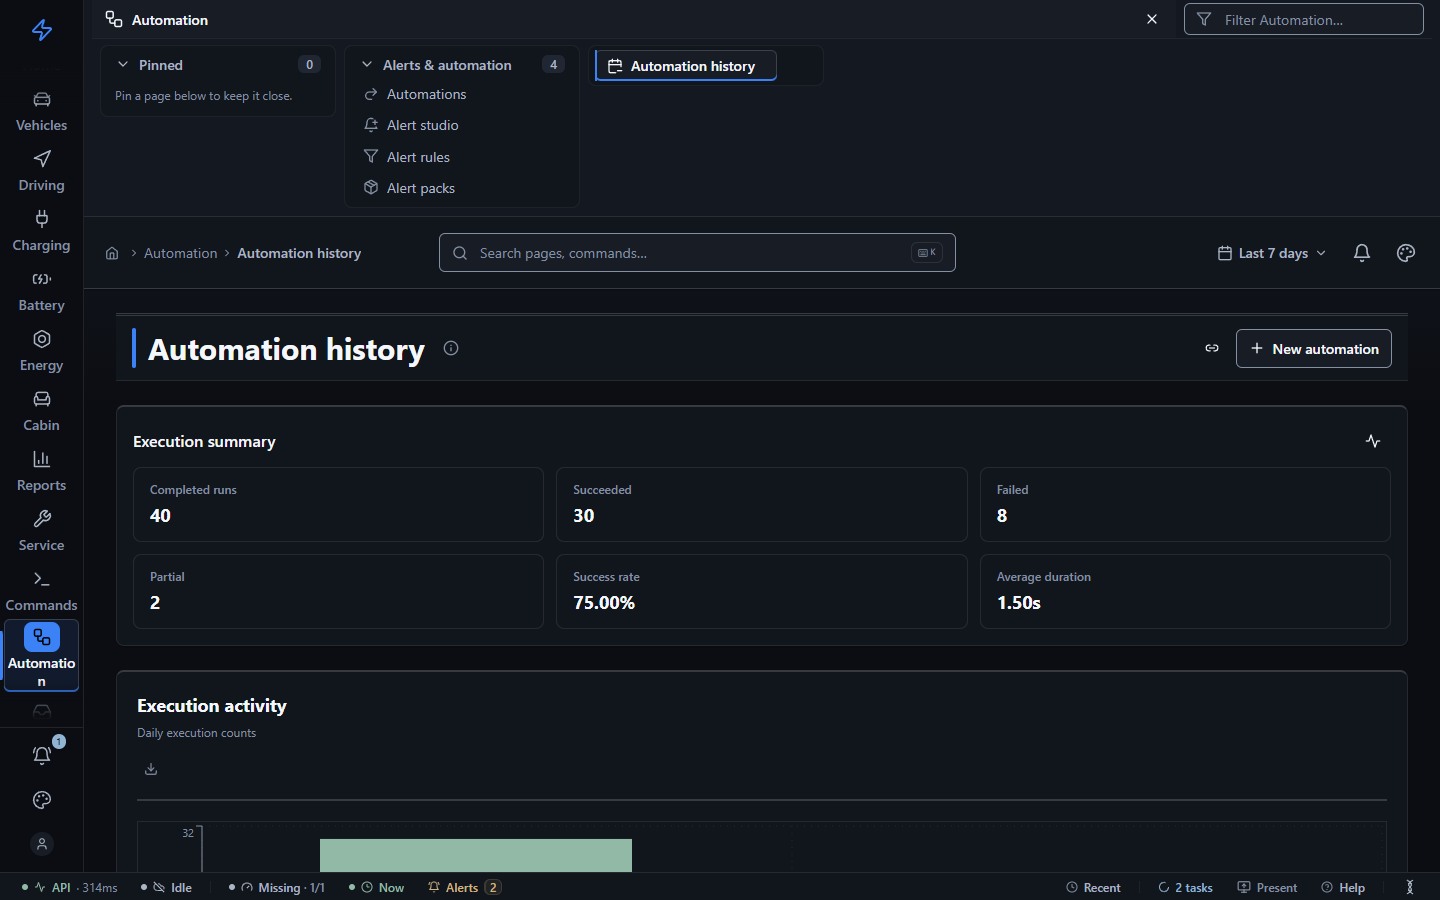 Automation
Filter Automation...
Pinned
0
Pin a page below to keep it close.
Alerts & automation
4
Automations
Alert studio
Alert rules
Alert packs
Automation history
Vehicles
Driving
Charging
Battery
Energy
Cabin
Reports
Service
Commands
Automatio
n
1
Automation
Automation history
Search pages, commands...
K
Last 7 days
Automation history
New automation
Execution summary
Completed runs
40
Succeeded
30
Failed
8
Partial
2
Success rate
75.00%
Average duration
1.50s
Execution activity
Daily execution counts
32
API · 314ms
Idle
Missing · 1/1
Now
Alerts 2
Recent
2 tasks
Present
Help